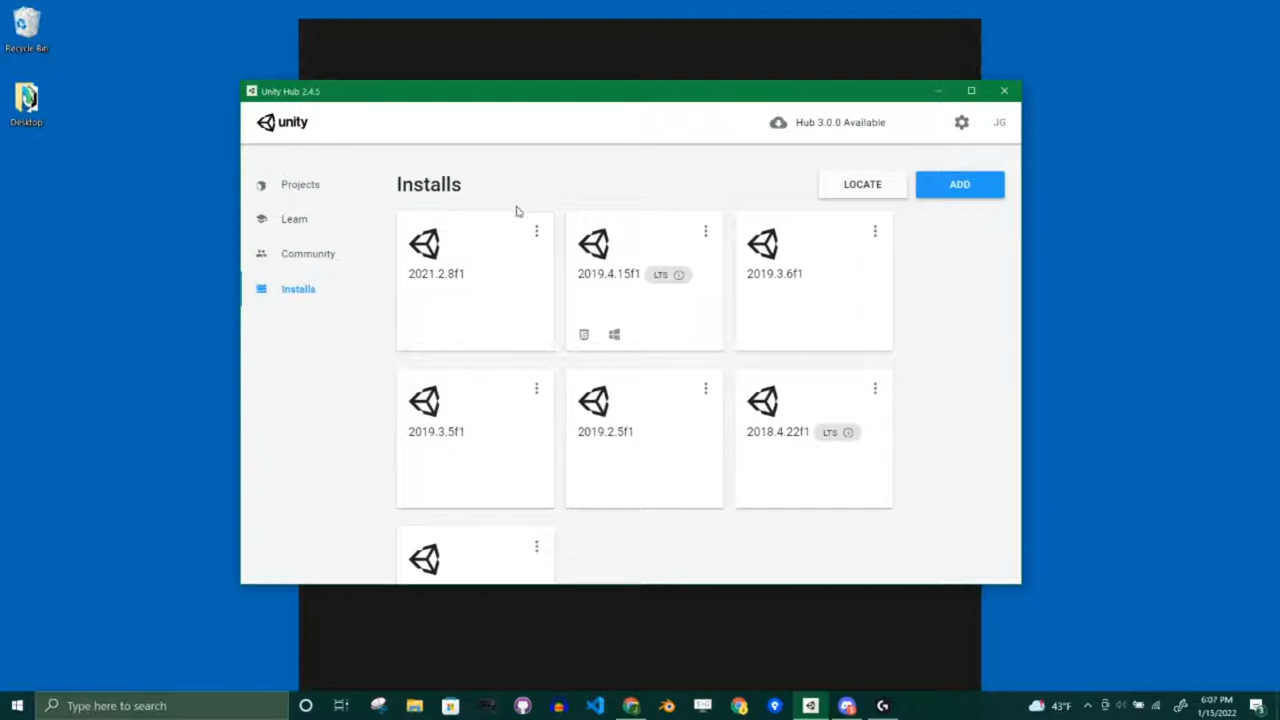 Recycle Bin
Desktop
Unity Hub 2.4.5
unity
Hub 3.0.0 Available
JG
Projects
Learn
Community
Installs
Installs
LOCATE
ADD
2021.2.8f1
2019.4.15f1 LTS
2019.3.6f1
2019.3.5f1
2019.2.5f1
2018.4.22f1 LTS
Type here to search
43°F
6:07 PM
1/15/2022